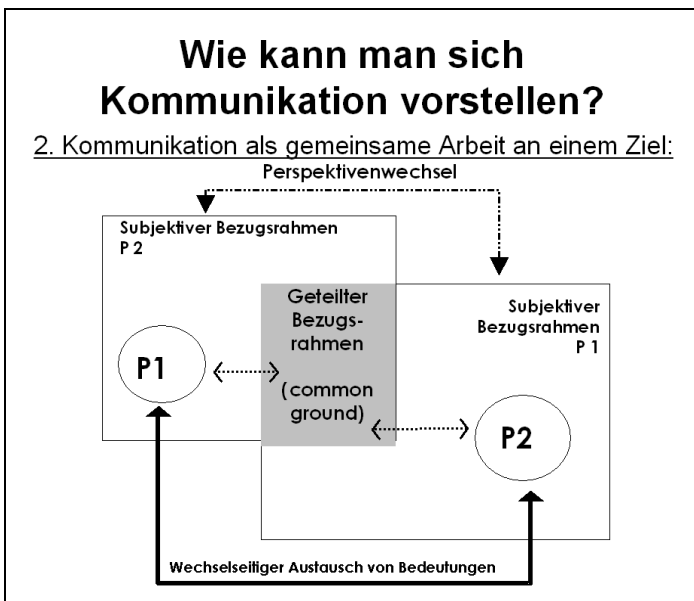 Wie kann man sich
Kommunikation vorstellen?
2. Kommunikation als gemeinsame Arbeit an einem Ziel:
Perspektivenwechsel
Subjektiver Bezugsrahmen
P 2
Geteilter
Bezugs-
rahmen
(common
ground)
Subjektiver
Bezugsrahmen
P 1
P1
P2
Wechselseitiger Austausch von Bedeutungen